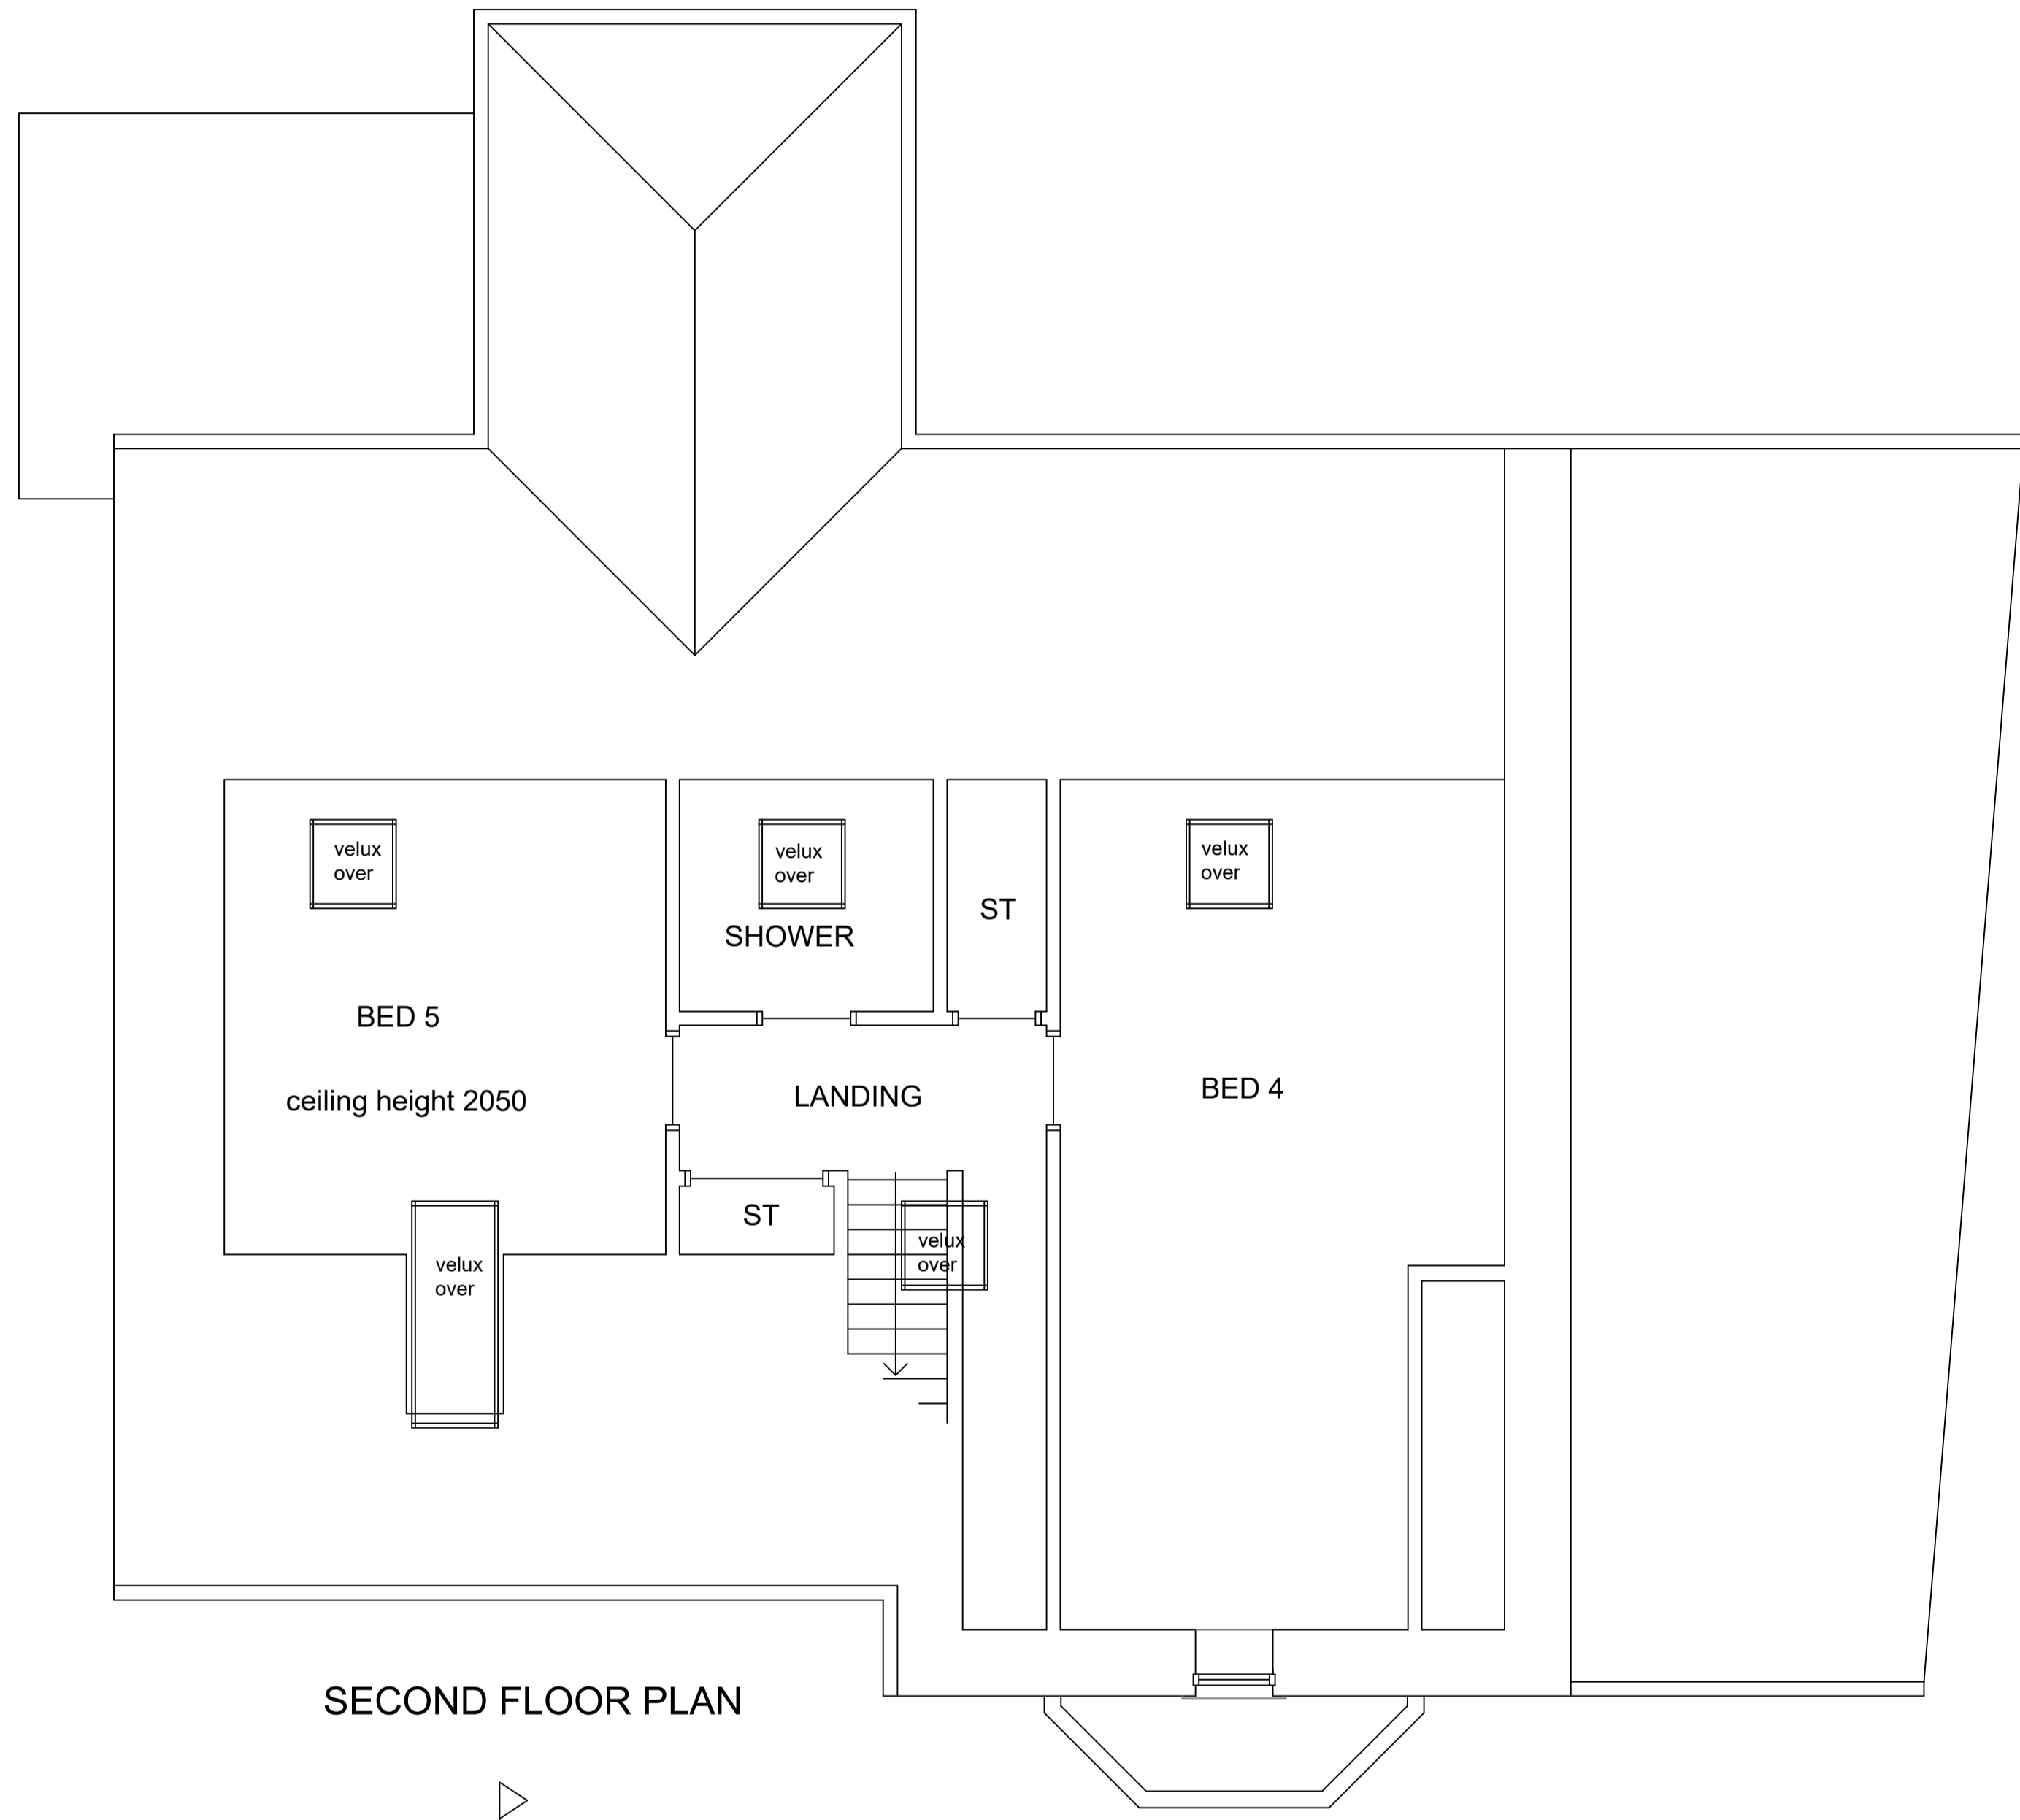 velux
over
velux
over
velux
over
ST
SHOWER
BED 5
ceiling height 2050
LANDING
BED 4
ST
velux
over
velux
over
SECOND FLOOR PLAN